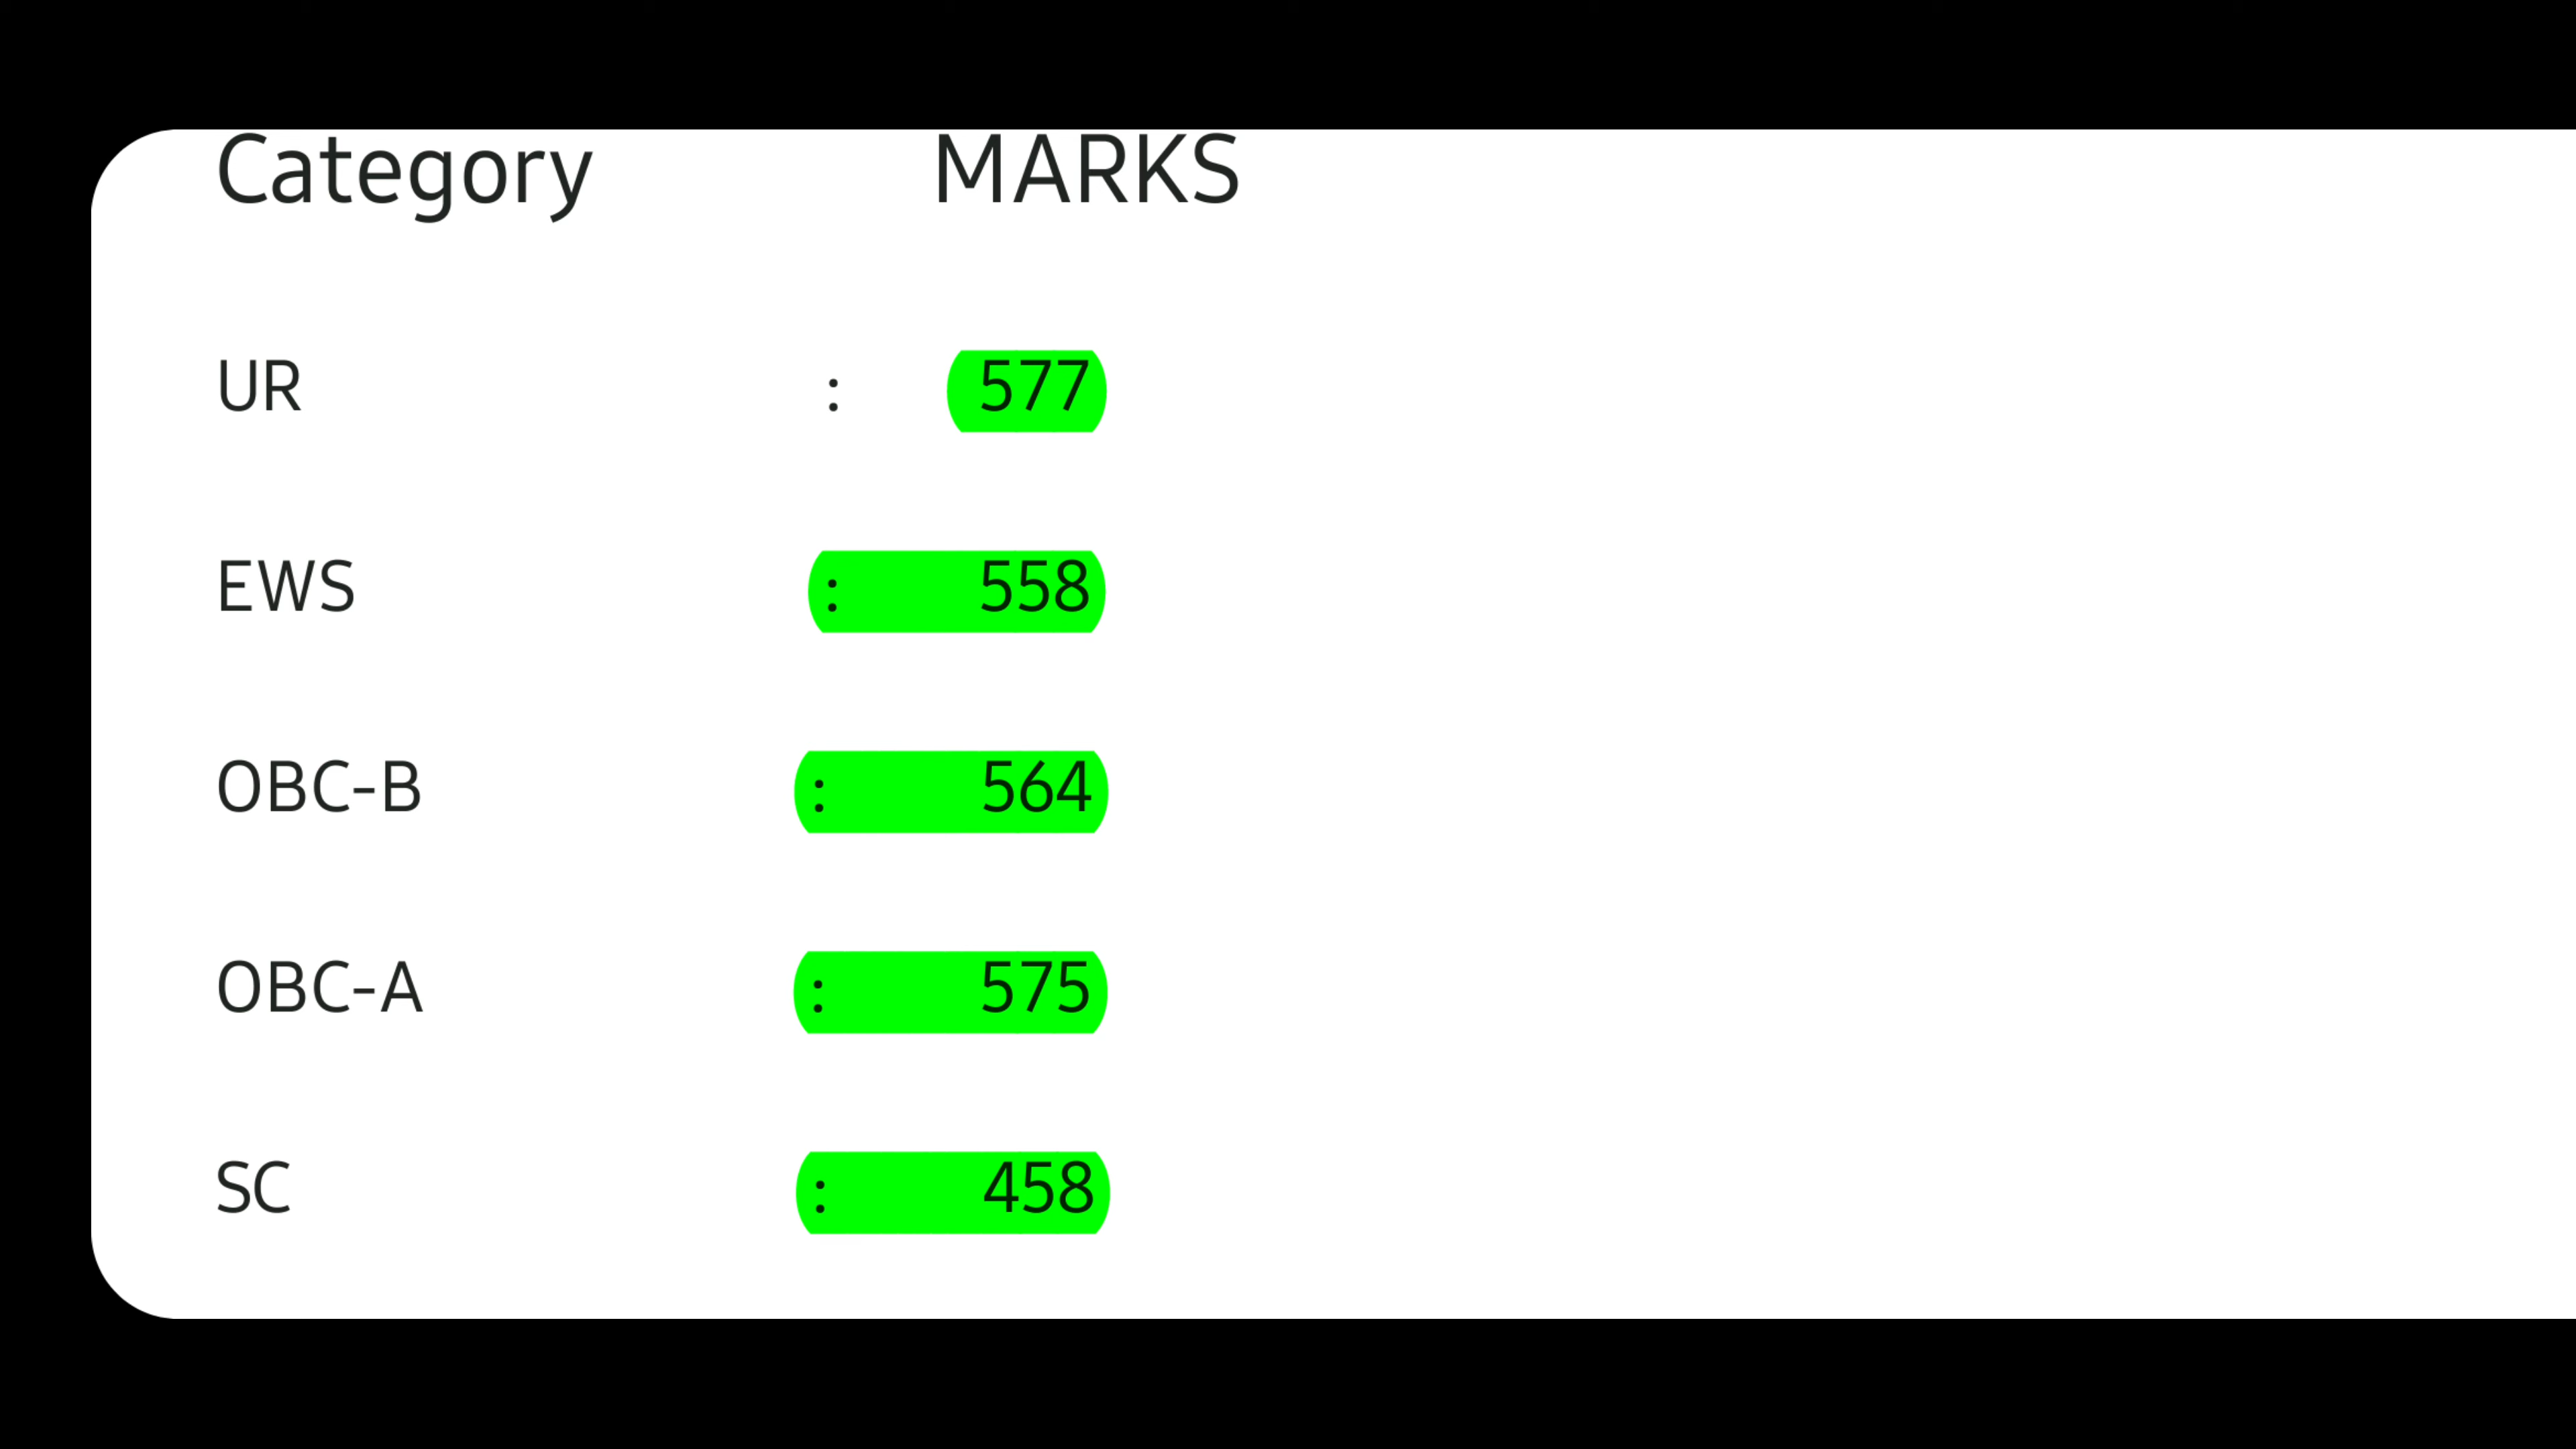 Category MARKS
UR : 577
EWS : 558
OBC-B : 564
OBC-A : 575
SC : 458